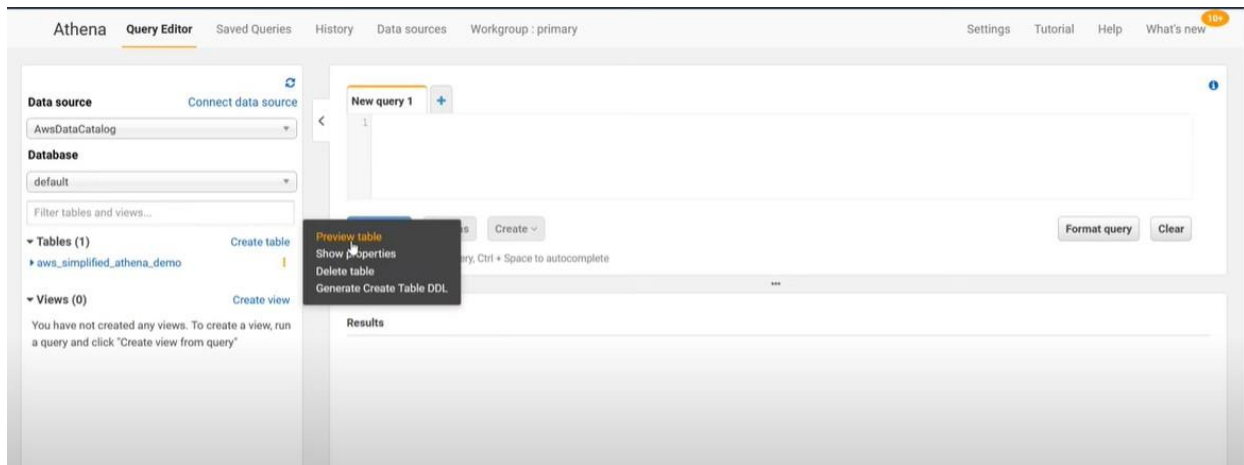 Athena Query Editor Saved Queries History Data sources Workgroup : primary Settings Tutorial Help What's new 10+
Data source Connect data source
AwsDataCatalog
Database
default
Filter tables and views...
Tables (1) Create table
aws_simplified_athena_demo
Views (0) Create view
You have not created any views. To create a view, run
a query and click "Create view from query"
New query 1
1
Preview table
Show properties
Delete table
Generate Create Table DDL
Create
Format query Clear
Ctrl + Space to autocomplete
Results